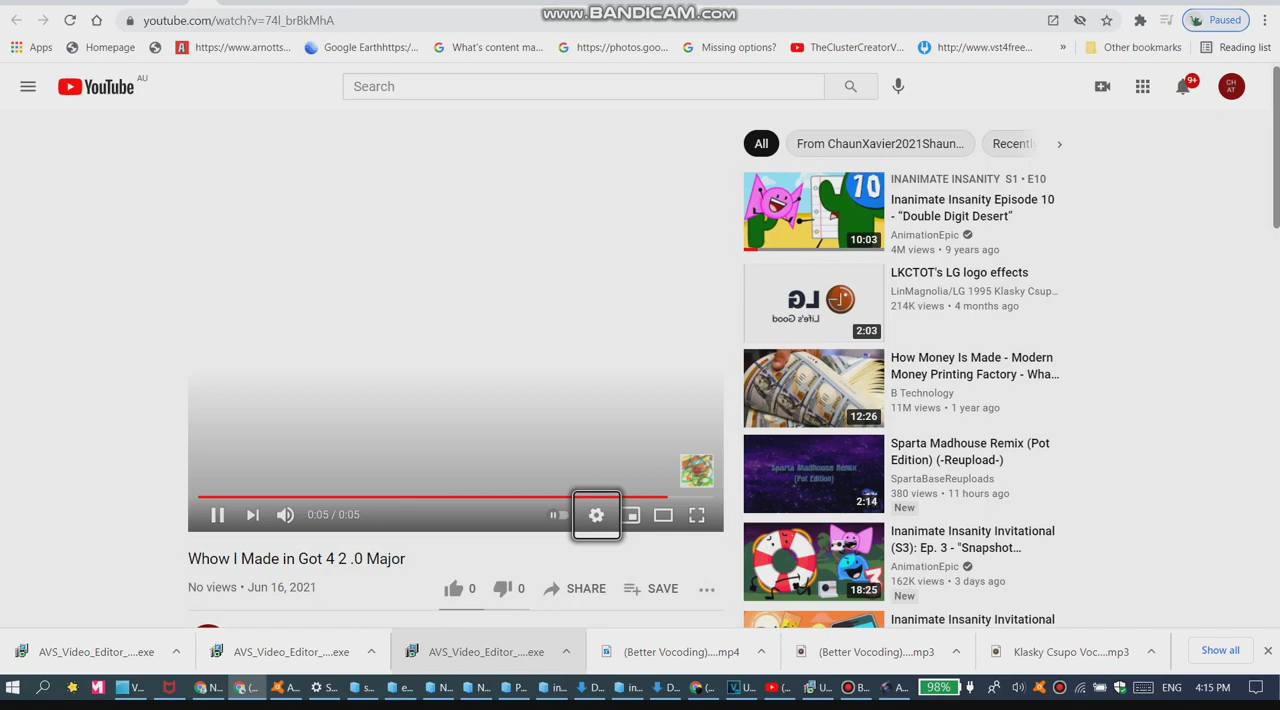 www.BANDICAM.com
youtube.com/watch?v=74l_brBkMhA
Paused
Apps
Homepage
https://www.arnotts...
Google Earthhttps:/...
What's content ma...
https://photos.goo...
Missing options?
TheClusterCreatorV...
http://www.vst4free...
»
Other bookmarks
Reading list
YouTube AU
Search
9+
CH AT
All
From ChaunXavier2021Shaun...
Recently
INANIMATE INSANITY S1 • E10
Inanimate Insanity Episode 10
- “Double Digit Desert”
AnimationEpic
4M views • 9 years ago
10
10:03
LKCTOT's LG logo effects
LinMagnolia/LG 1995 Klasky Csup...
214K views • 4 months ago
LG
Life's Good
2:03
How Money Is Made - Modern
Money Printing Factory - Wha...
B Technology
11M views • 1 year ago
12:26
Sparta Madhouse Remix (Pot
Edition) (-Reupload-)
SpartaBaseReuploads
380 views • 11 hours ago
New
Sparta Madhouse Remix
(Pot Edition)
2:14
Inanimate Insanity Invitational
(S3): Ep. 3 - "Snapshot...
AnimationEpic
162K views • 3 days ago
New
18:25
Inanimate Insanity Invitational
0:05 / 0:05
Whow I Made in Got 4 2 .0 Major
No views • Jun 16, 2021
0
0
SHARE
SAVE
AVS_Video_Editor_....exe
AVS_Video_Editor_....exe
AVS_Video_Editor_....exe
(Better Vocoding)....mp4
(Better Vocoding)....mp3
Klasky Csupo Voc....mp3
Show all
V...
N...
(...
A...
S...
s...
e...
N...
N...
P...
in...
D...
in...
D...
(...
U...
(...
U...
B...
A...
98%
ENG
4:15 PM